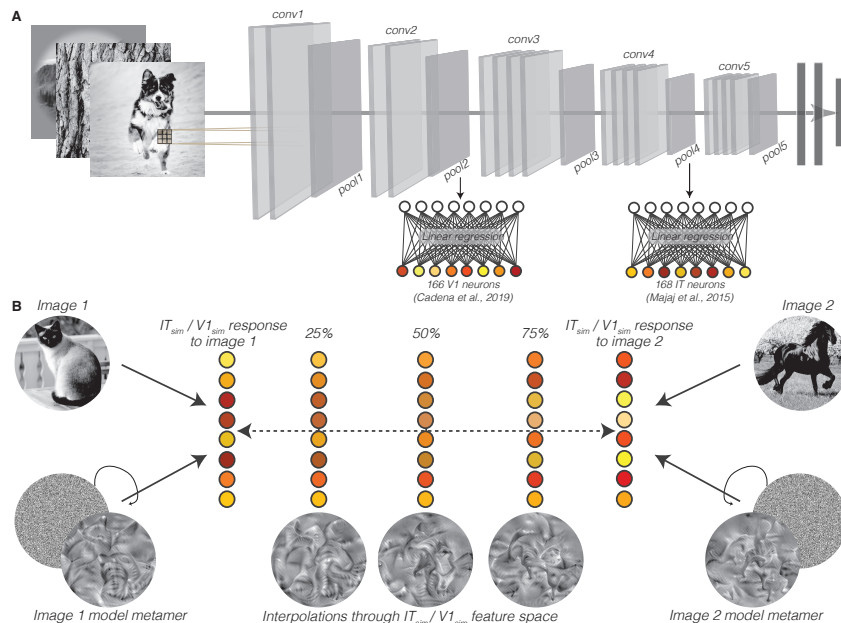 A
conv1
conv2
conv3
conv4
conv5
pool1
pool2
pool3
pool4
pool5
Linear regression
Linear regression
166 V1 neurons
(Cadena et al., 2019)
168 IT neurons
(Majaj et al., 2015)
B
Image 1
IT_sim / V1_sim response
to image 1
25%
50%
75%
IT_sim / V1_sim response
to image 2
Image 2
Image 1 model metamer
Interpolations through IT_sim / V1_sim feature space
Image 2 model metamer